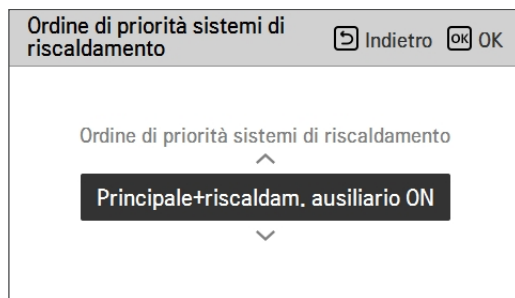 Ordine di priorità sistemi di
riscaldamento
Indietro OK OK
Ordine di priorità sistemi di riscaldamento
Principale+riscaldam. ausiliario ON